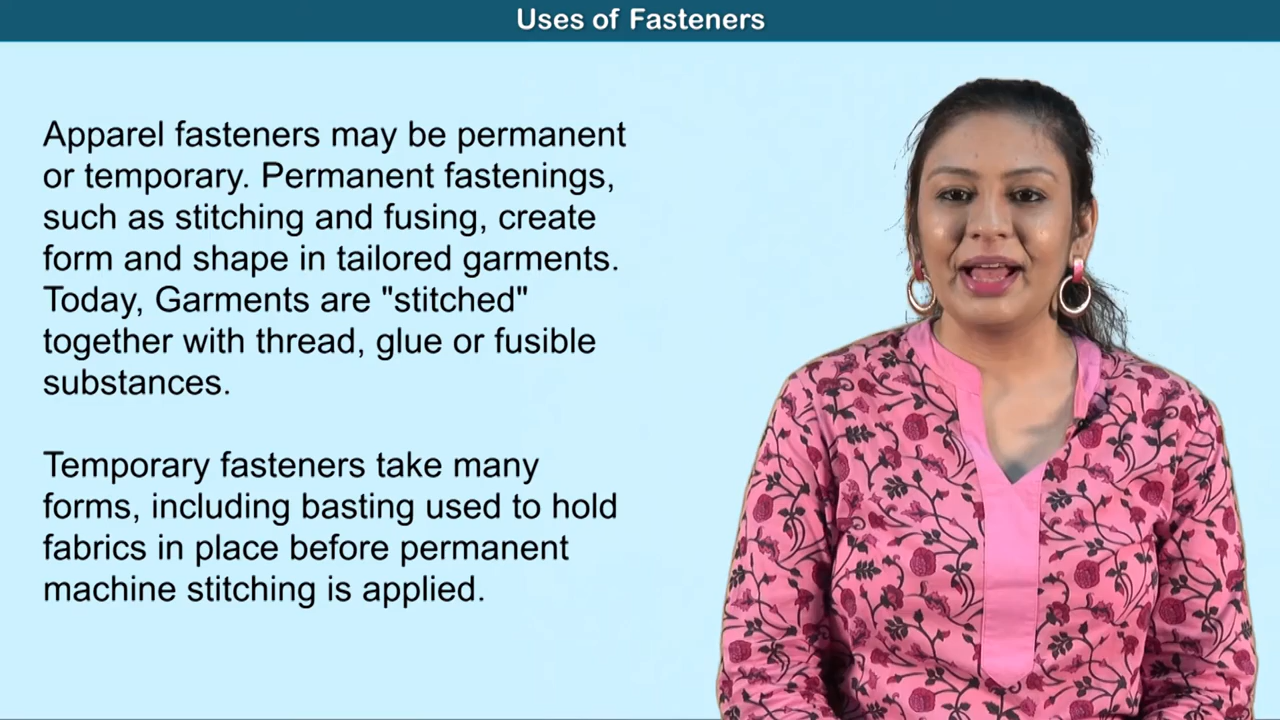 Uses of Fasteners
Apparel fasteners may be permanent
or temporary. Permanent fastenings,
such as stitching and fusing, create
form and shape in tailored garments.
Today, Garments are "stitched"
together with thread, glue or fusible
substances.
Temporary fasteners take many
forms, including basting used to hold
fabrics in place before permanent
machine stitching is applied.